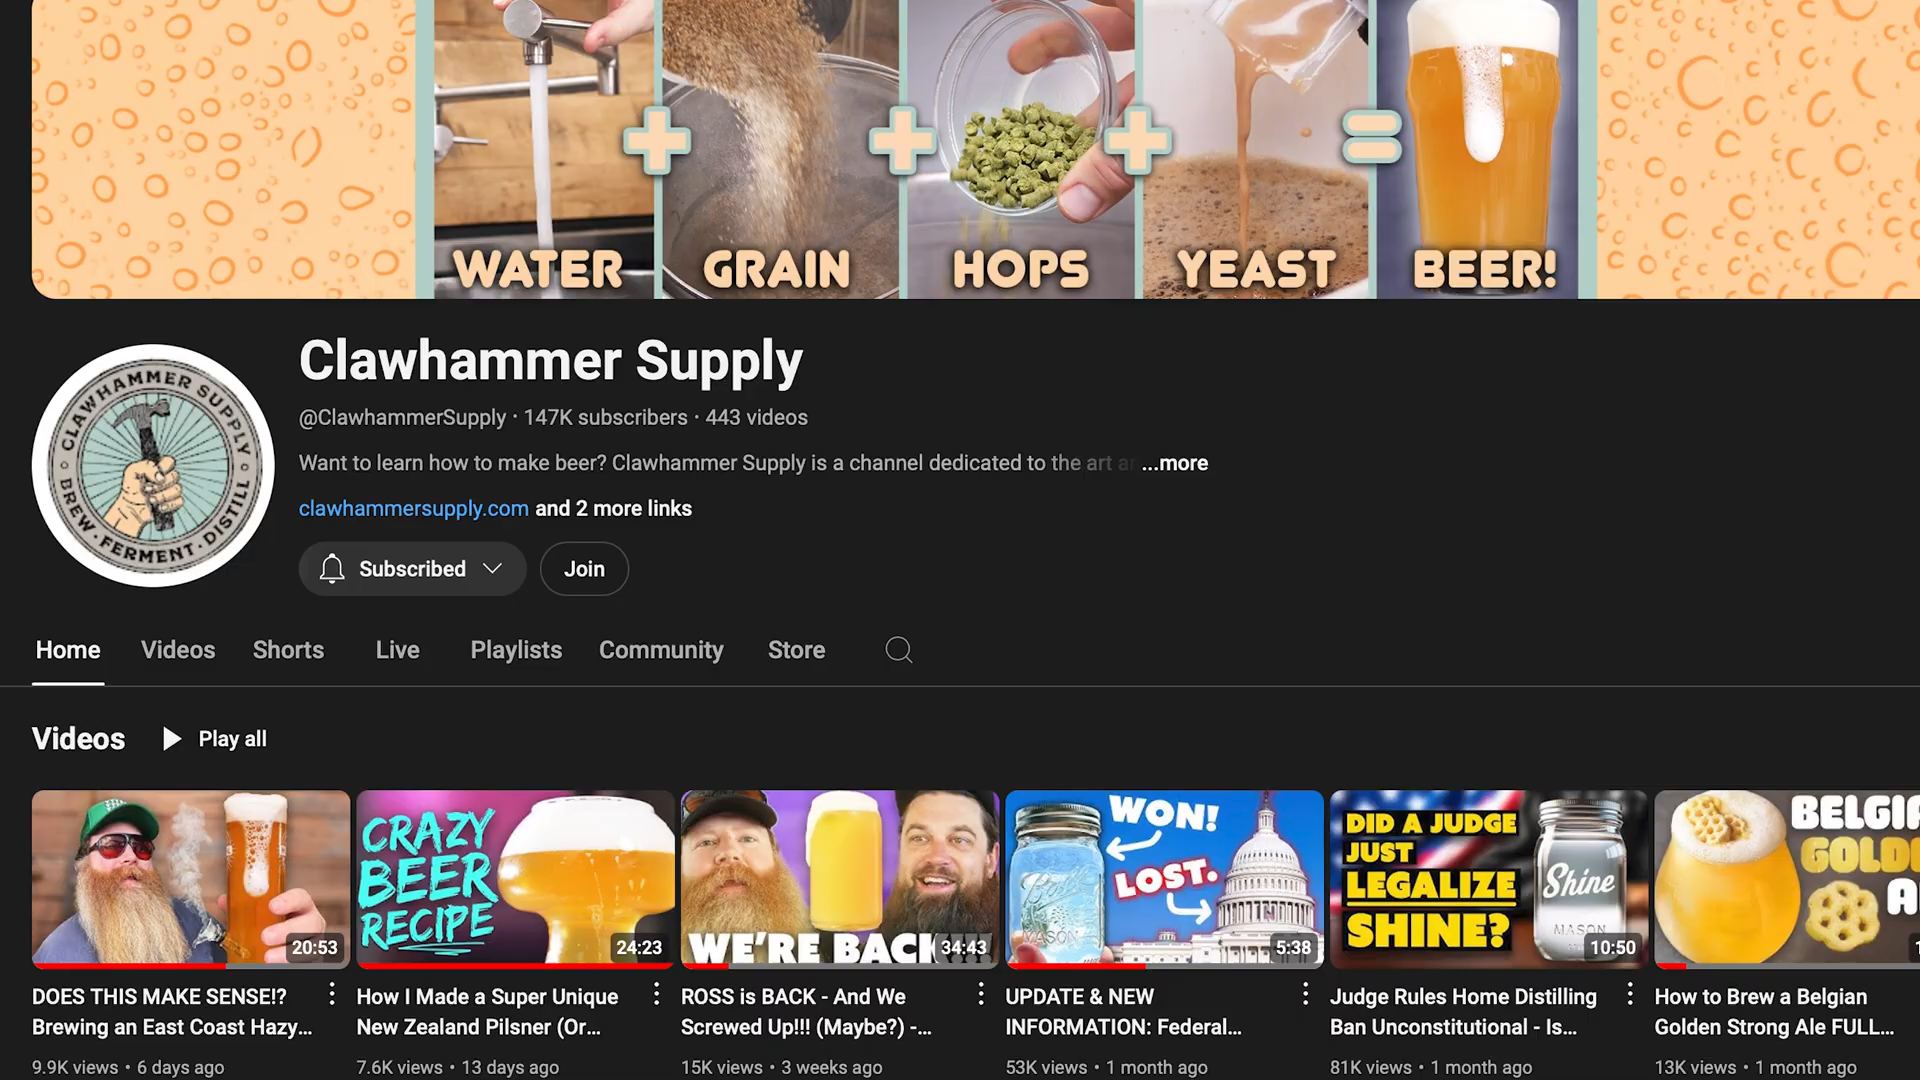 WATER
GRAIN
HOPS
YEAST
BEER!
CLAWHAMMER SUPPLY
BREW · FERMENT · DISTILL
Clawhammer Supply
@ClawhammerSupply · 147K subscribers · 443 videos
Want to learn how to make beer? Clawhammer Supply is a channel dedicated to the art ...more
clawhammersupply.com and 2 more links
Subscribed
Join
Home Videos Shorts Live Playlists Community Store
Videos Play all
20:53
DOES THIS MAKE SENSE!?
Brewing an East Coast Hazy...
9.9K views • 6 days ago
CRAZY
BEER
RECIPE
24:23
How I Made a Super Unique
New Zealand Pilsner (Or...
7.6K views • 13 days ago
WE'RE BACK
34:43
ROSS is BACK - And We
Screwed Up!!! (Maybe?) -...
15K views • 3 weeks ago
WON!
LOST.
Ball
MASON
5:38
UPDATE & NEW
INFORMATION: Federal...
53K views • 1 month ago
DID A JUDGE
JUST
LEGALIZE
SHINE?
Shine
MASON
10:50
Judge Rules Home Distilling
Ban Unconstitutional - Is...
81K views • 1 month ago
BELGIA
GOLD
A
How to Brew a Belgian
Golden Strong Ale FULL...
13K views • 1 month ago